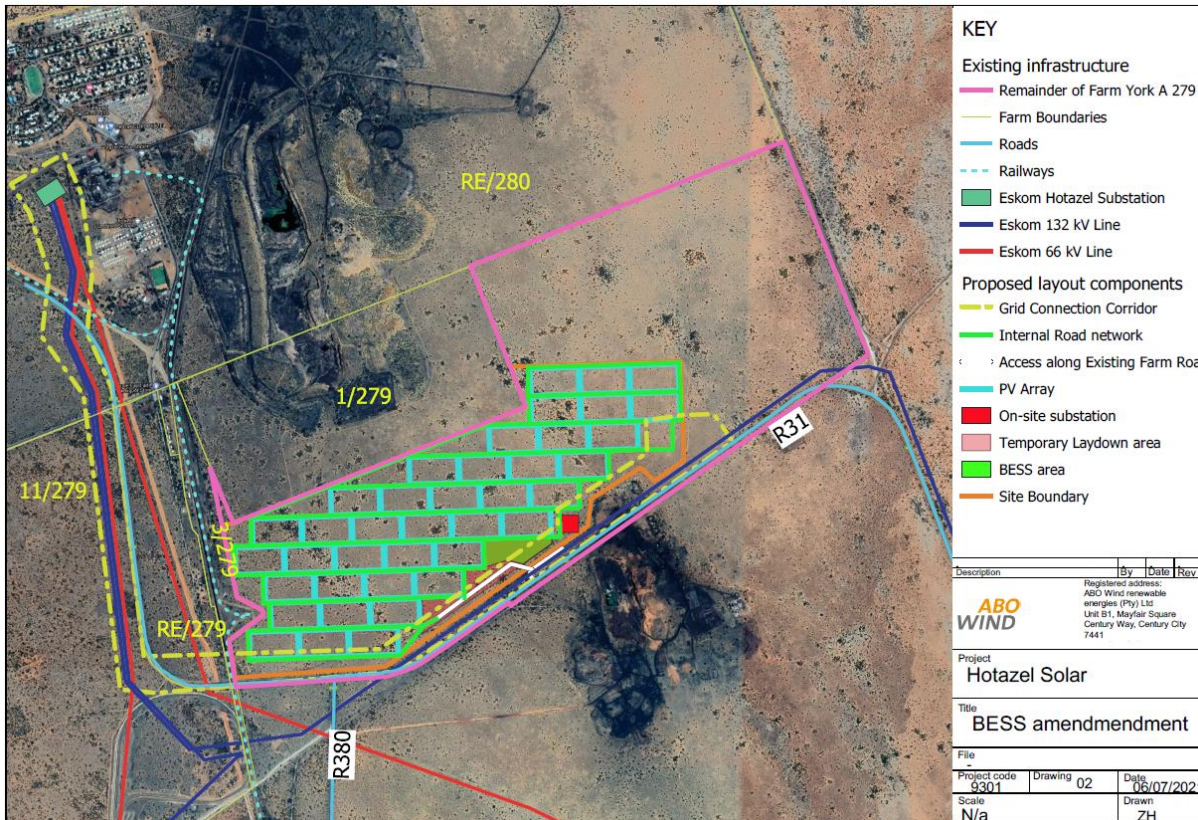 RE/280
1/279
11/279
3/279
RE/279
R31
R380
KEY
Existing infrastructure
Remainder of Farm York A 279
Farm Boundaries
Roads
Railways
Eskom Hotazel Substation
Eskom 132 kV Line
Eskom 66 kV Line
Proposed layout components
Grid Connection Corridor
Internal Road network
Access along Existing Farm Roa
PV Array
On-site substation
Temporary Laydown area
BESS area
Site Boundary
Description By Date Rev
ABO
WIND
Registered address:
ABO Wind renewable
energies (Pty) Ltd
Unit B1, Mayfair Square
Century Way, Century City
7441
Project
Hotazel Solar
Title
BESS amendmendment
File
-
Project code Drawing Date
9301 02 06/07/202
Scale Drawn
N/a ZH